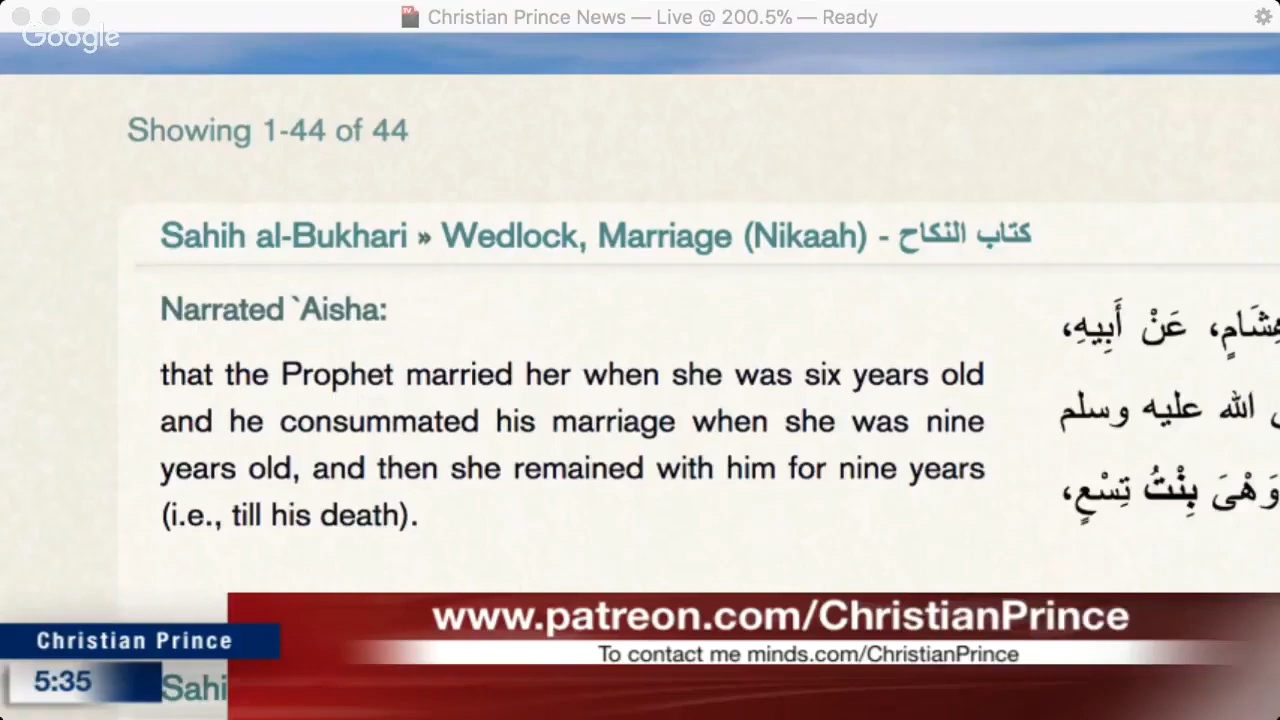 Christian Prince News — Live @ 200.5% — Ready
Google
Showing 1-44 of 44
Sahih al-Bukhari » Wedlock, Marriage (Nikaah) - كتاب النكاح
Narrated `Aisha:
that the Prophet married her when she was six years old
and he consummated his marriage when she was nine
years old, and then she remained with him for nine years
(i.e., till his death).
هِشَامٍ، عَنْ أَبِيهِ،
الله عليه وسلم
وَهْىَ بِنْتُ تِسْعٍ،
www.patreon.com/ChristianPrince
To contact me minds.com/ChristianPrince
Christian Prince
5:35
Sahi